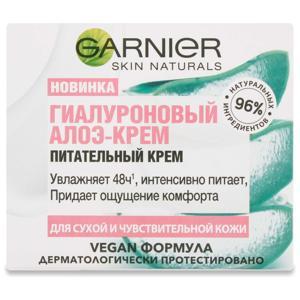 GARNIER
SKIN NATURALS
НОВИНКА
ГИАЛУРОНОВЫЙ
АЛОЭ-КРЕМ
ПИТАТЕЛЬНЫЙ КРЕМ
Увлажняет 48ч¹, интенсивно питает,
Придает ощущение комфорта
ДЛЯ СУХОЙ И ЧУВСТВИТЕЛЬНОЙ КОЖИ
VEGAN ФОРМУЛА
ДЕРМАТОЛОГИЧЕСКИ ПРОТЕСТИРОВАНО
НАТУРАЛЬНЫХ
96%
ИНГРЕДИЕНТОВ